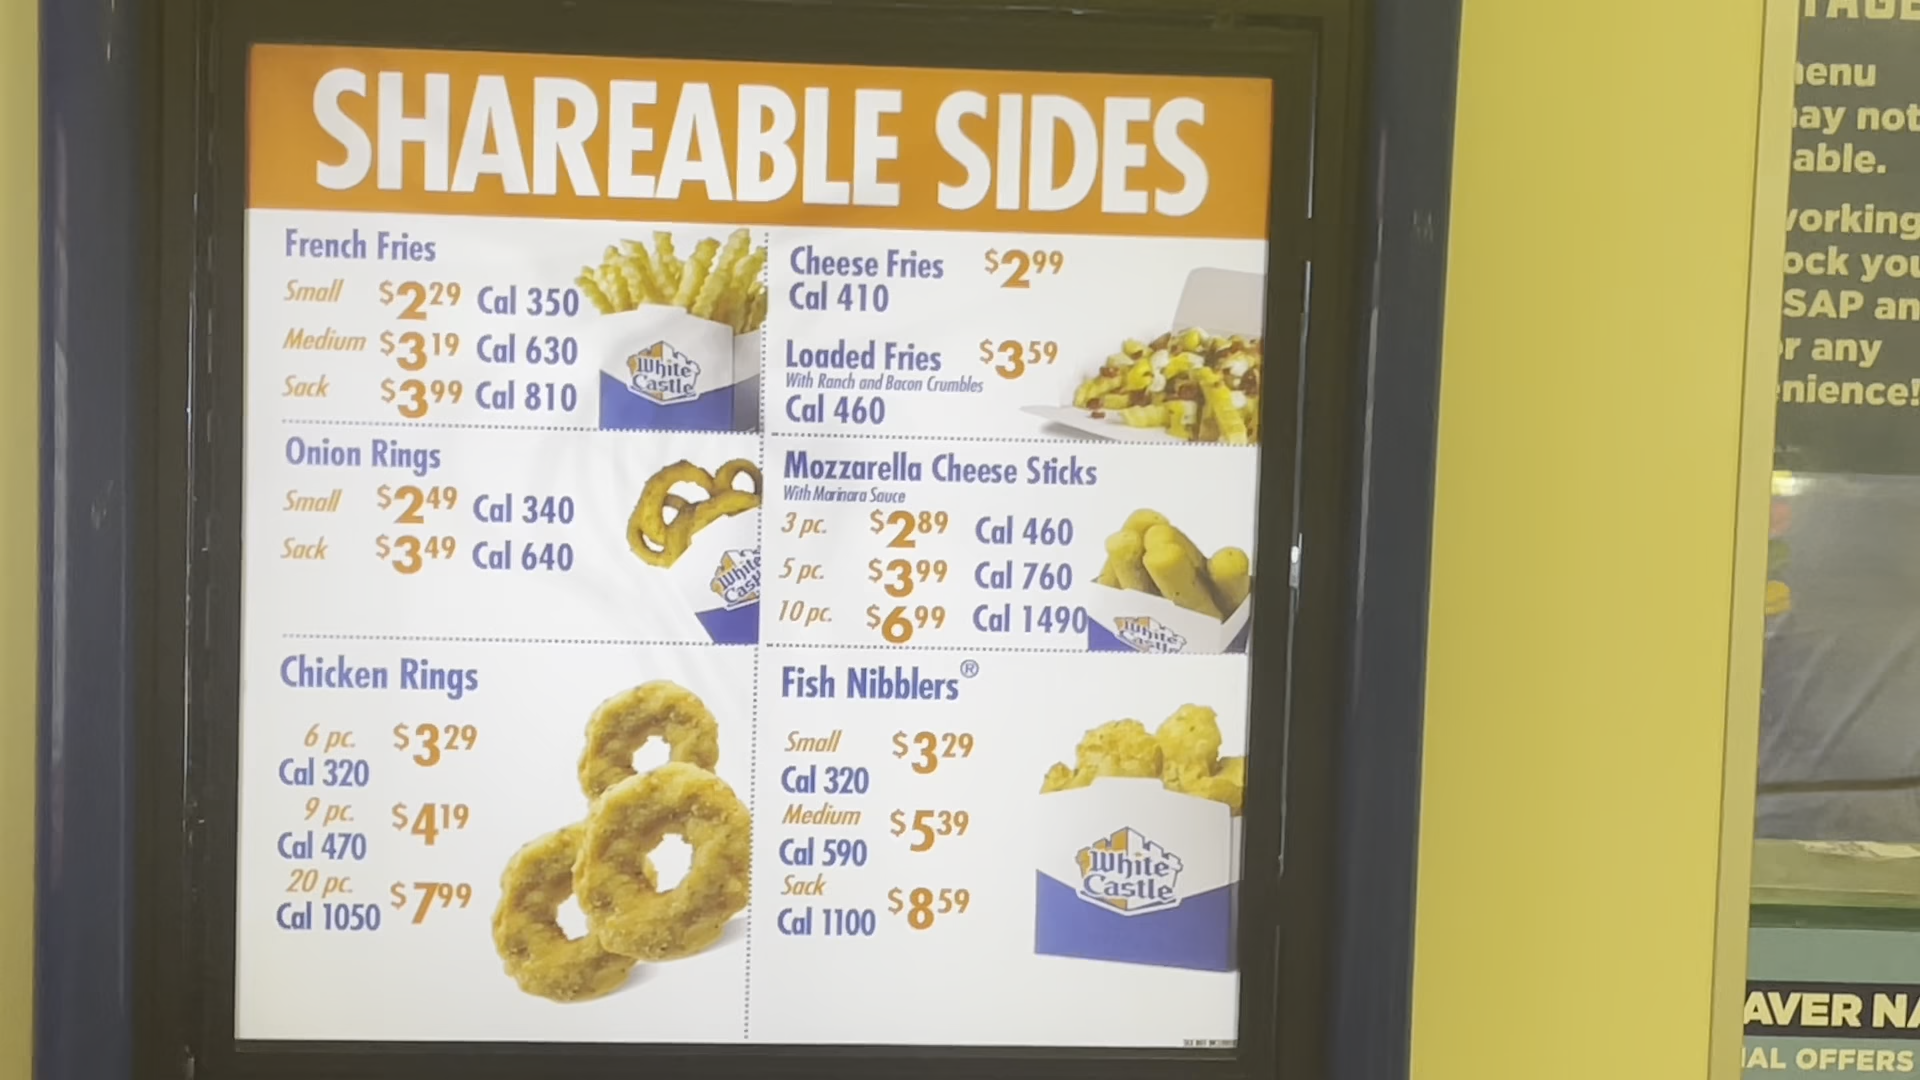 SHAREABLE SIDES
French Fries
Small $2.29 Cal 350
Medium $3.19 Cal 630
Sack $3.99 Cal 810
White
Castle
Cheese Fries $2.99
Cal 410
Loaded Fries $3.59
With Ranch and Bacon Crumbles
Cal 460
Onion Rings
Small $2.49 Cal 340
Sack $3.49 Cal 640
White
Cast
Mozzarella Cheese Sticks
With Marinara Sauce
3 pc. $2.89 Cal 460
5 pc. $3.99 Cal 760
10 pc. $6.99 Cal 1490
White
Castle
Chicken Rings
6 pc. $3.29
Cal 320
9 pc. $4.19
Cal 470
20 pc. $7.99
Cal 1050
Fish Nibblers®
Small $3.29
Cal 320
Medium $5.39
Cal 590
Sack $8.59
Cal 1100
White
Castle
TAGE
enu
ay not
able.
orking
ock you
SAP an
r any
nience!
AVER NA
IAL OFFERS